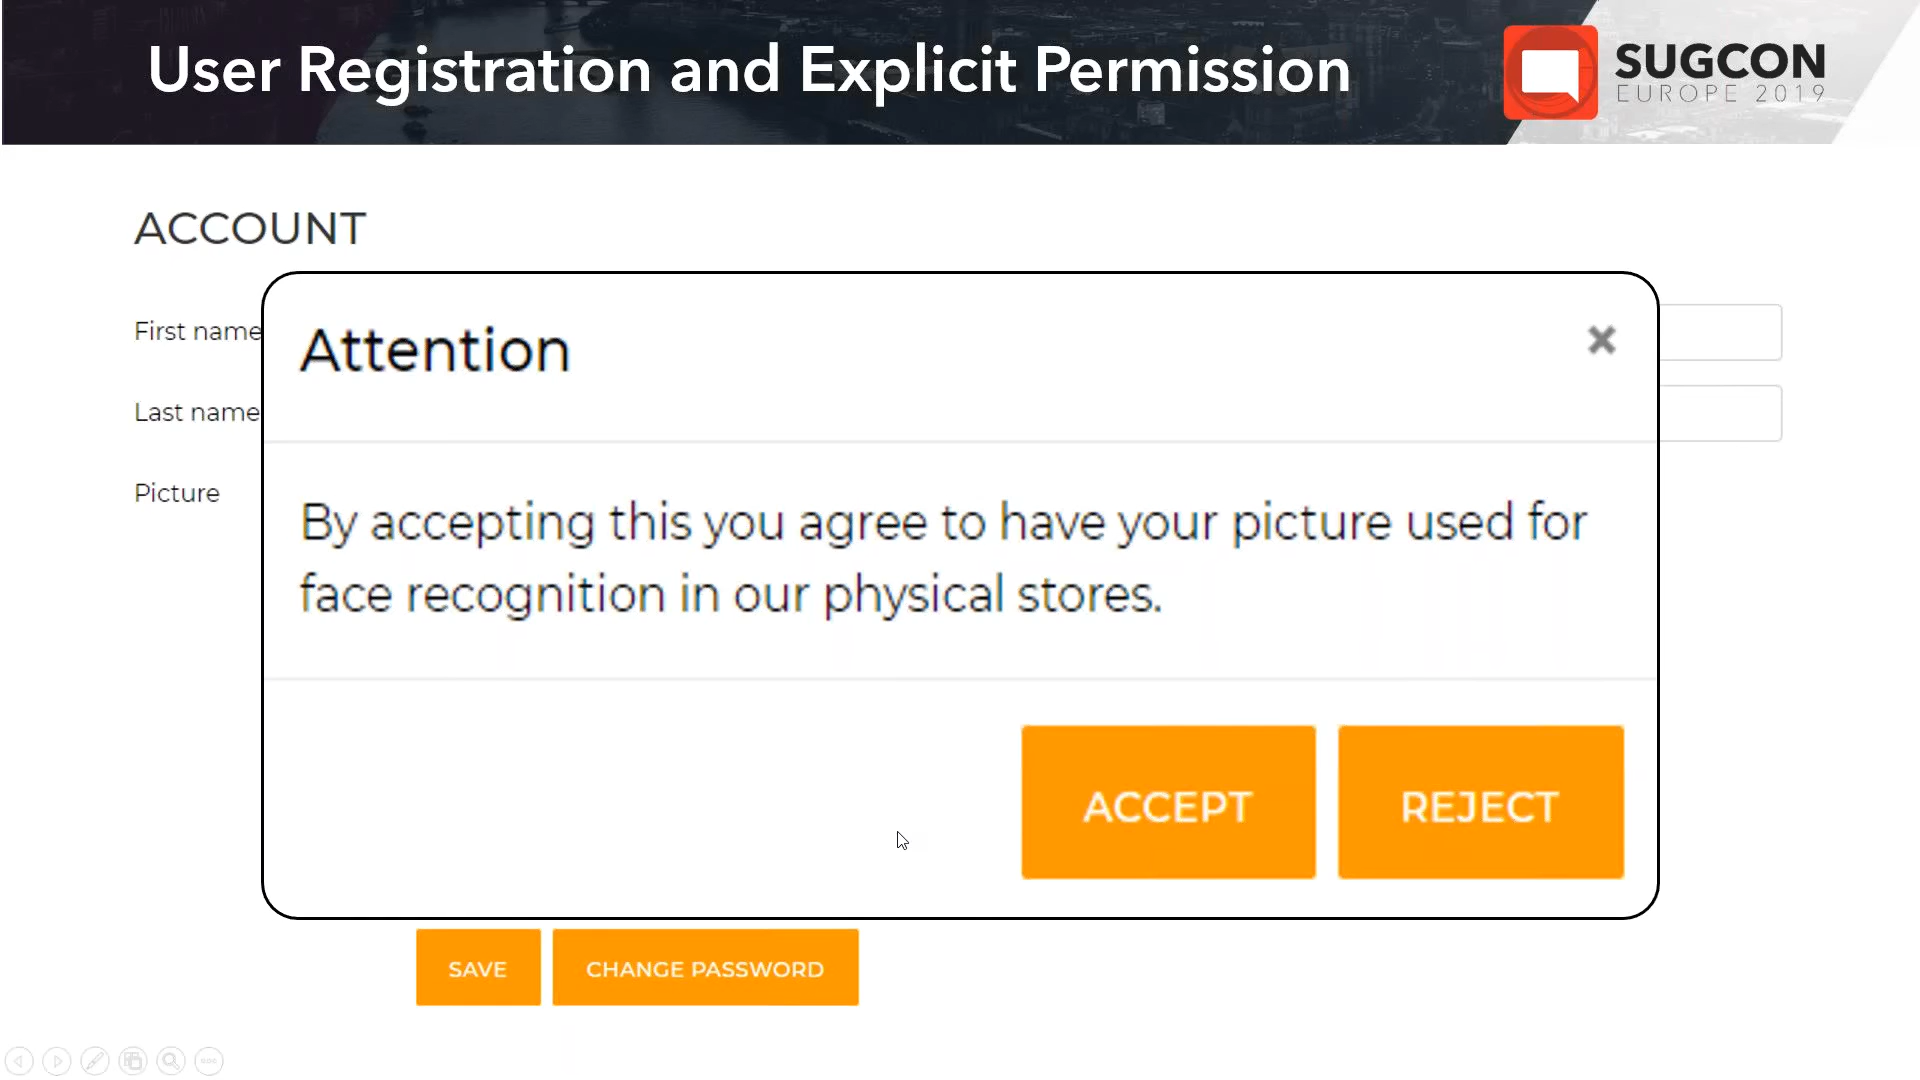 User Registration and Explicit Permission
SUGCON
EUROPE 2019
ACCOUNT
First name
Last name
Picture
Attention
By accepting this you agree to have your picture used for
face recognition in our physical stores.
ACCEPT
REJECT
SAVE
CHANGE PASSWORD